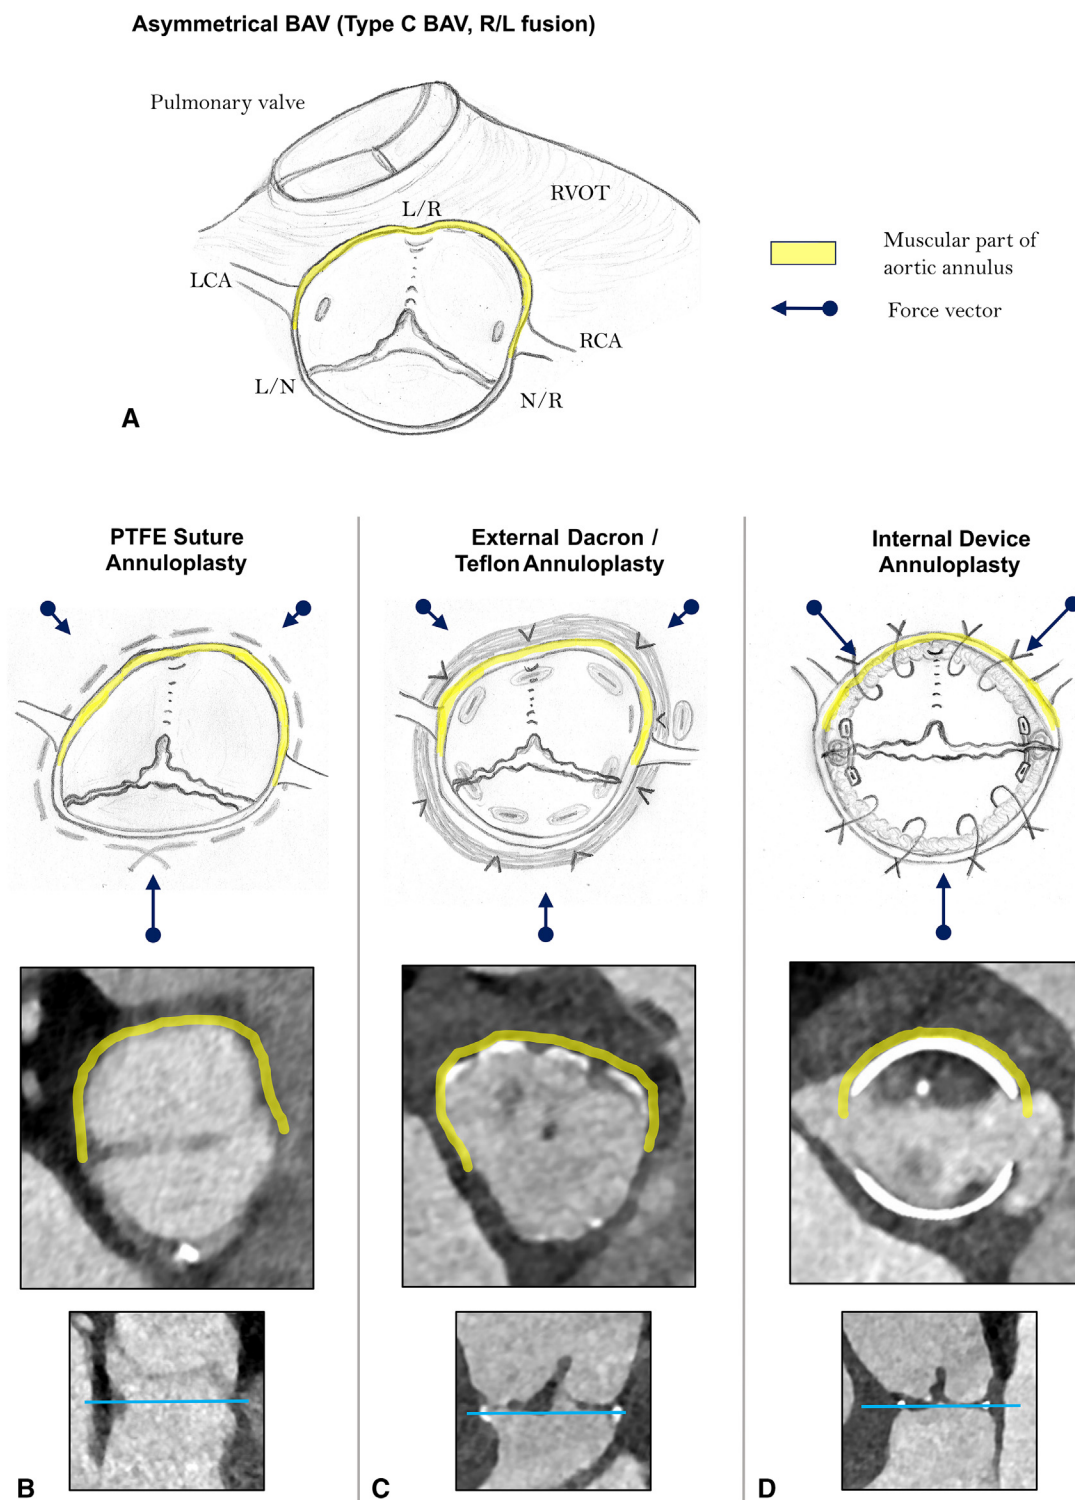 Asymmetrical BAV (Type C BAV, R/L fusion)
Pulmonary valve
RVOT
L/R
LCA
RCA
L/N
N/R
A
Muscular part of
aortic annulus
Force vector
PTFE Suture
Annuloplasty
External Dacron /
Teflon Annuloplasty
Internal Device
Annuloplasty
B
C
D